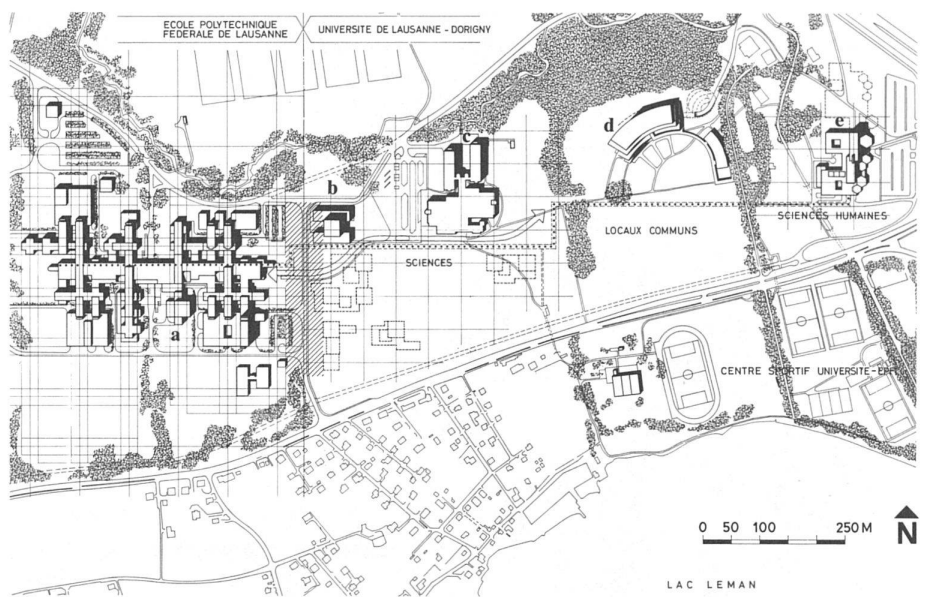 ECOLE POLYTECHNIQUE
FEDERALE DE LAUSANNE
UNIVERSITE DE LAUSANNE - DORIGNY
d
e
c
b
SCIENCES HUMAINES
LOCAUX COMMUNS
SCIENCES
a
CENTRE SPORTIF UNIVERSITE-EPFL
0 50 100 250 M
N
LAC LEMAN